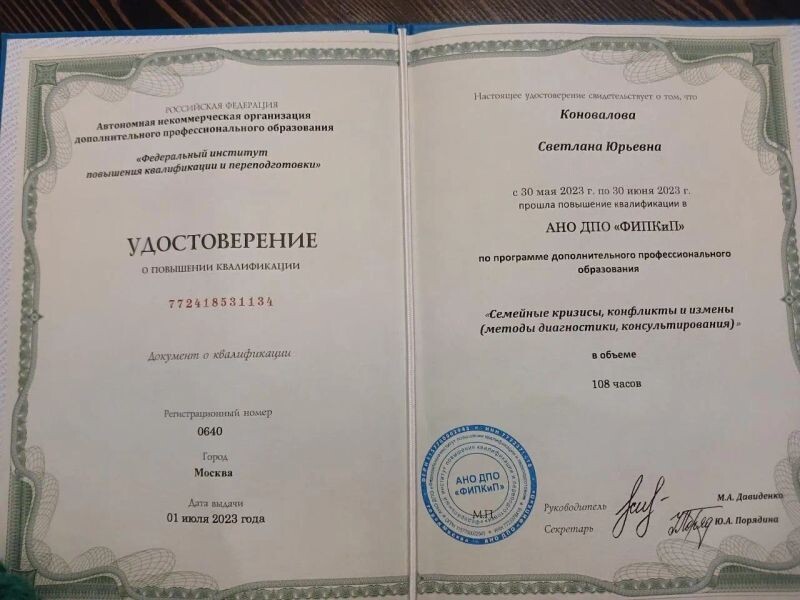 РОССИЙСКАЯ ФЕДЕРАЦИЯ
Автономная некоммерческая организация
дополнительного профессионального образования
«Федеральный институт
повышения квалификации и переподготовки»
УДОСТОВЕРЕНИЕ
О ПОВЫШЕНИИ КВАЛИФИКАЦИИ
772418531134
Документ о квалификации
Регистрационный номер
0640
Город
Москва
Дата выдачи
01 июля 2023 года
Настоящее удостоверение свидетельствует о том, что
Коновалова
Светлана Юрьевна
с 30 мая 2023 г. по 30 июня 2023 г.
прошла повышение квалификации в
АНО ДПО «ФИПКиП»
по программе дополнительного профессионального
образования
«Семейные кризисы, конфликты и измены
(методы диагностики, консультирования)»
в объеме
108 часов
АНО ДПО
«ФИПКиП»
М.П.
Руководитель
М.А. Давиденко
Секретарь
Ю.А. Порядина